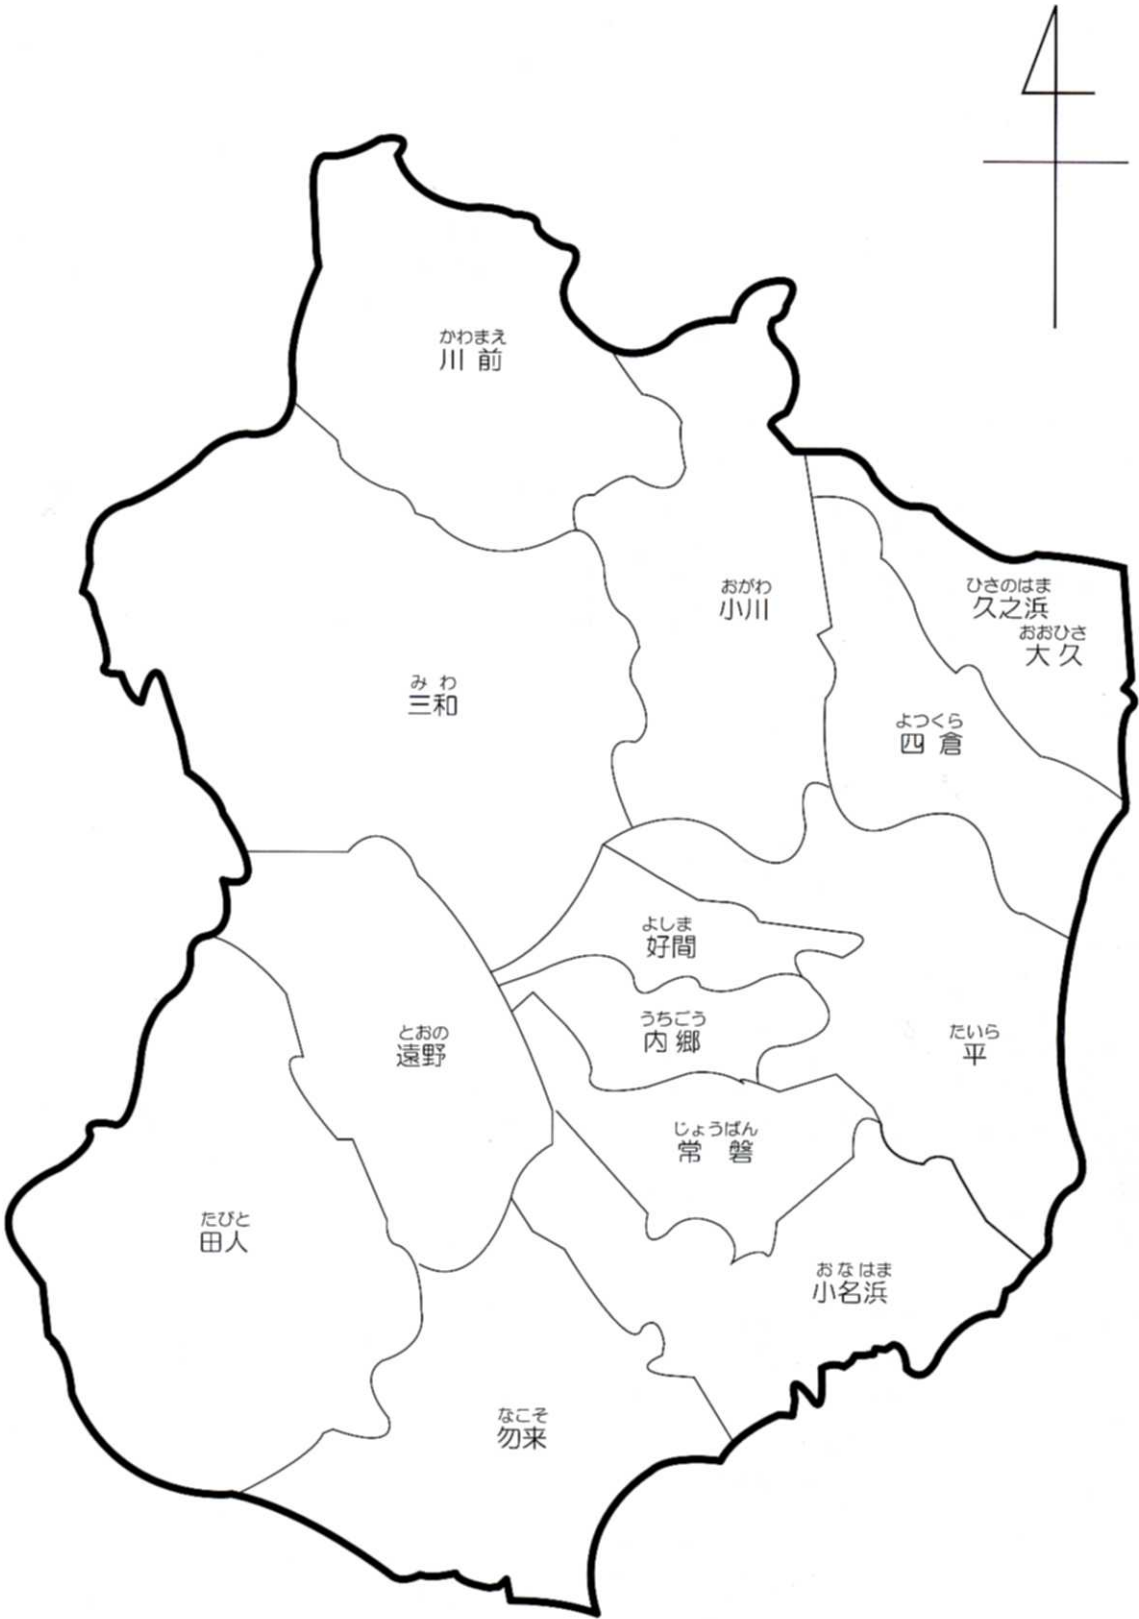 かわまえ
川前
おがわ
小川
ひさのはま
久之浜
おおひさ
大久
みわ
三和
よつくら
四倉
よしま
好間
うちごう
内郷
たいら
平
とおの
遠野
じょうばん
常磐
たびと
田人
おなはま
小名浜
なこそ
勿来